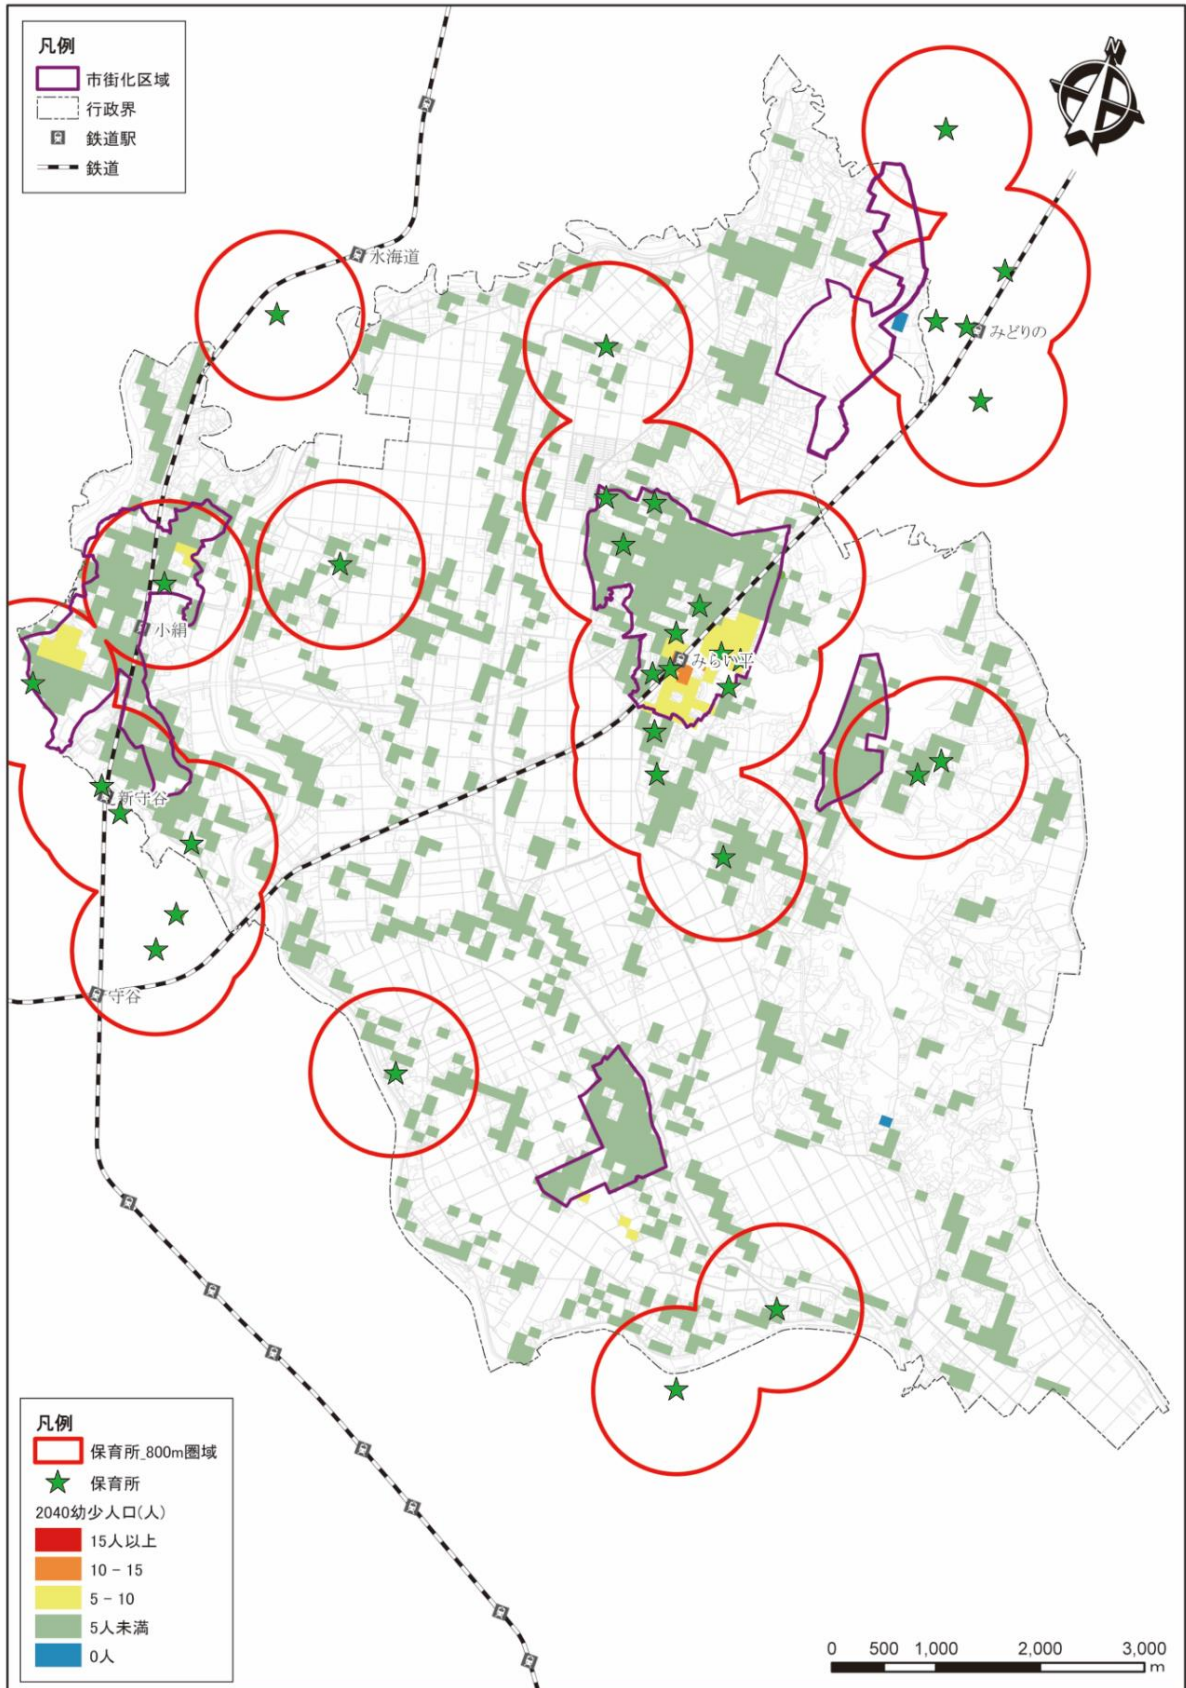 凡例
市街化区域
行政界
鉄道駅
鉄道
N
水海道
みどりの
小絹
みらい平
新守谷
守谷
凡例
保育所_800m圏域
保育所
2040幼少人口(人)
15人以上
10 - 15
5 - 10
5人未満
0人
0 500 1,000 2,000 3,000
m